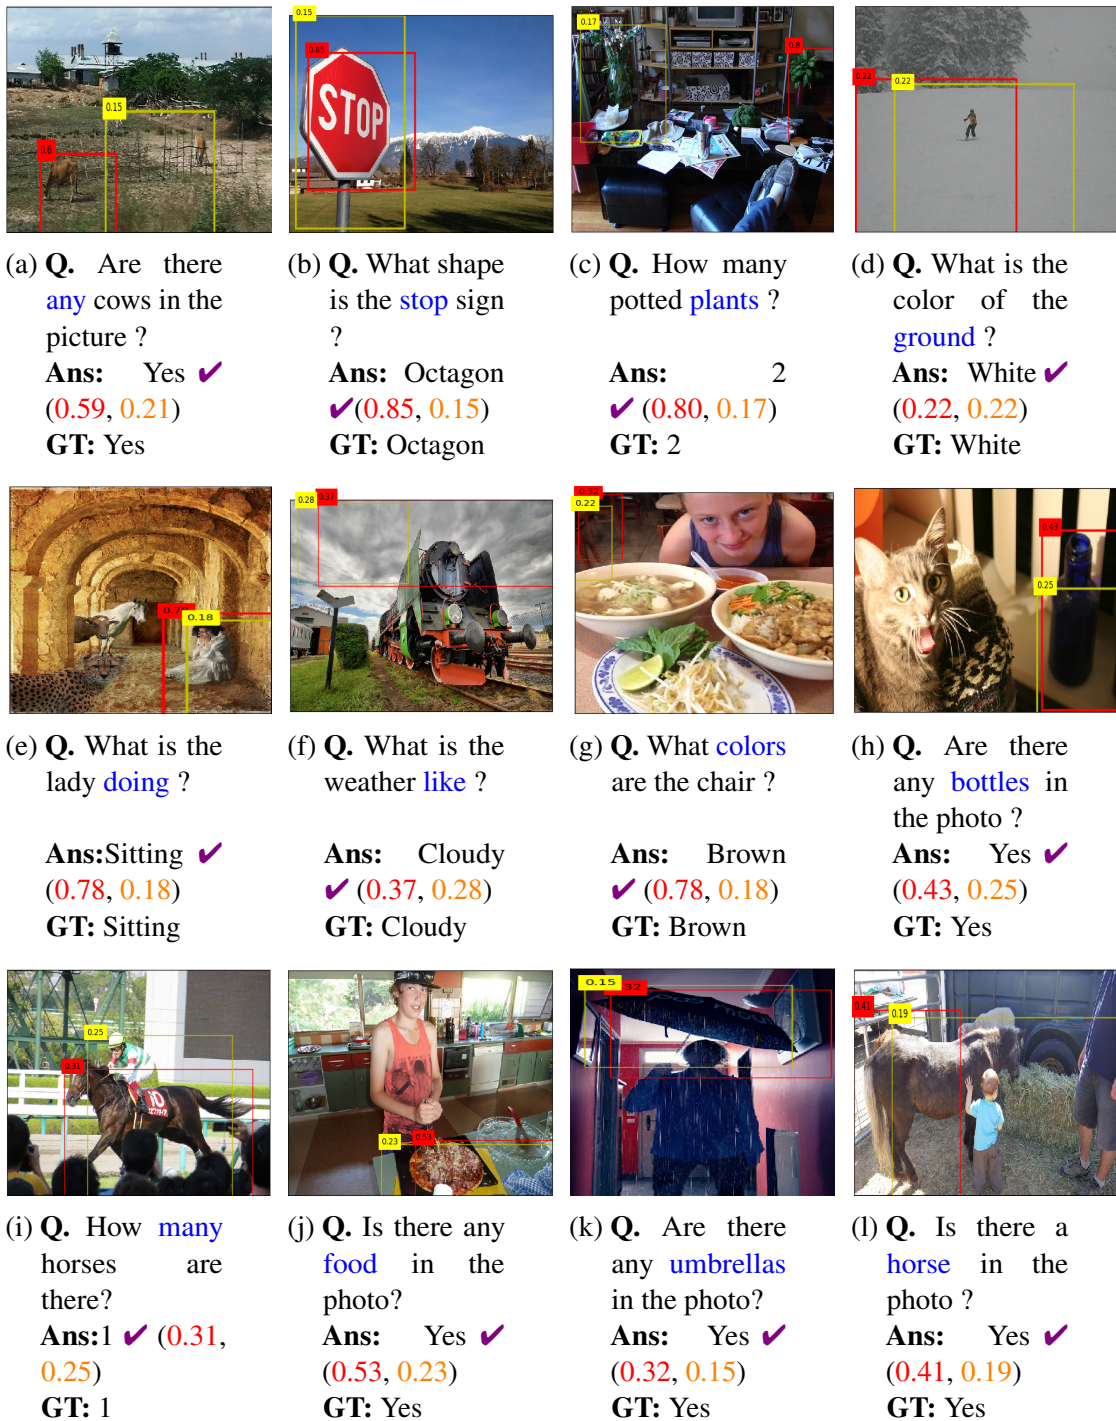 0.15
0.6
0.15
0.85
STOP
0.17
0.8
0.22
0.22
(a) Q. Are there any cows in the picture ?
Ans: Yes ✔ (0.59, 0.21)
GT: Yes
(b) Q. What shape is the stop sign ?
Ans: Octagon ✔(0.85, 0.15)
GT: Octagon
(c) Q. How many potted plants ?
Ans: 2 ✔ (0.80, 0.17)
GT: 2
(d) Q. What is the color of the ground ?
Ans: White ✔ (0.22, 0.22)
GT: White
0.18
0.28
0.37
0.32
0.22
0.43
0.25
(e) Q. What is the lady doing ?
Ans:Sitting ✔ (0.78, 0.18)
GT: Sitting
(f) Q. What is the weather like ?
Ans: Cloudy ✔ (0.37, 0.28)
GT: Cloudy
(g) Q. What colors are the chair ?
Ans: Brown ✔ (0.78, 0.18)
GT: Brown
(h) Q. Are there any bottles in the photo ?
Ans: Yes ✔ (0.43, 0.25)
GT: Yes
0.25
0.31
0.23
0.53
0.15
32
0.41
0.19
(i) Q. How many horses are there?
Ans:1 ✔ (0.31, 0.25)
GT: 1
(j) Q. Is there any food in the photo?
Ans: Yes ✔ (0.53, 0.23)
GT: Yes
(k) Q. Are there any umbrellas in the photo?
Ans: Yes ✔ (0.32, 0.15)
GT: Yes
(l) Q. Is there a horse in the photo ?
Ans: Yes ✔ (0.41, 0.19)
GT: Yes